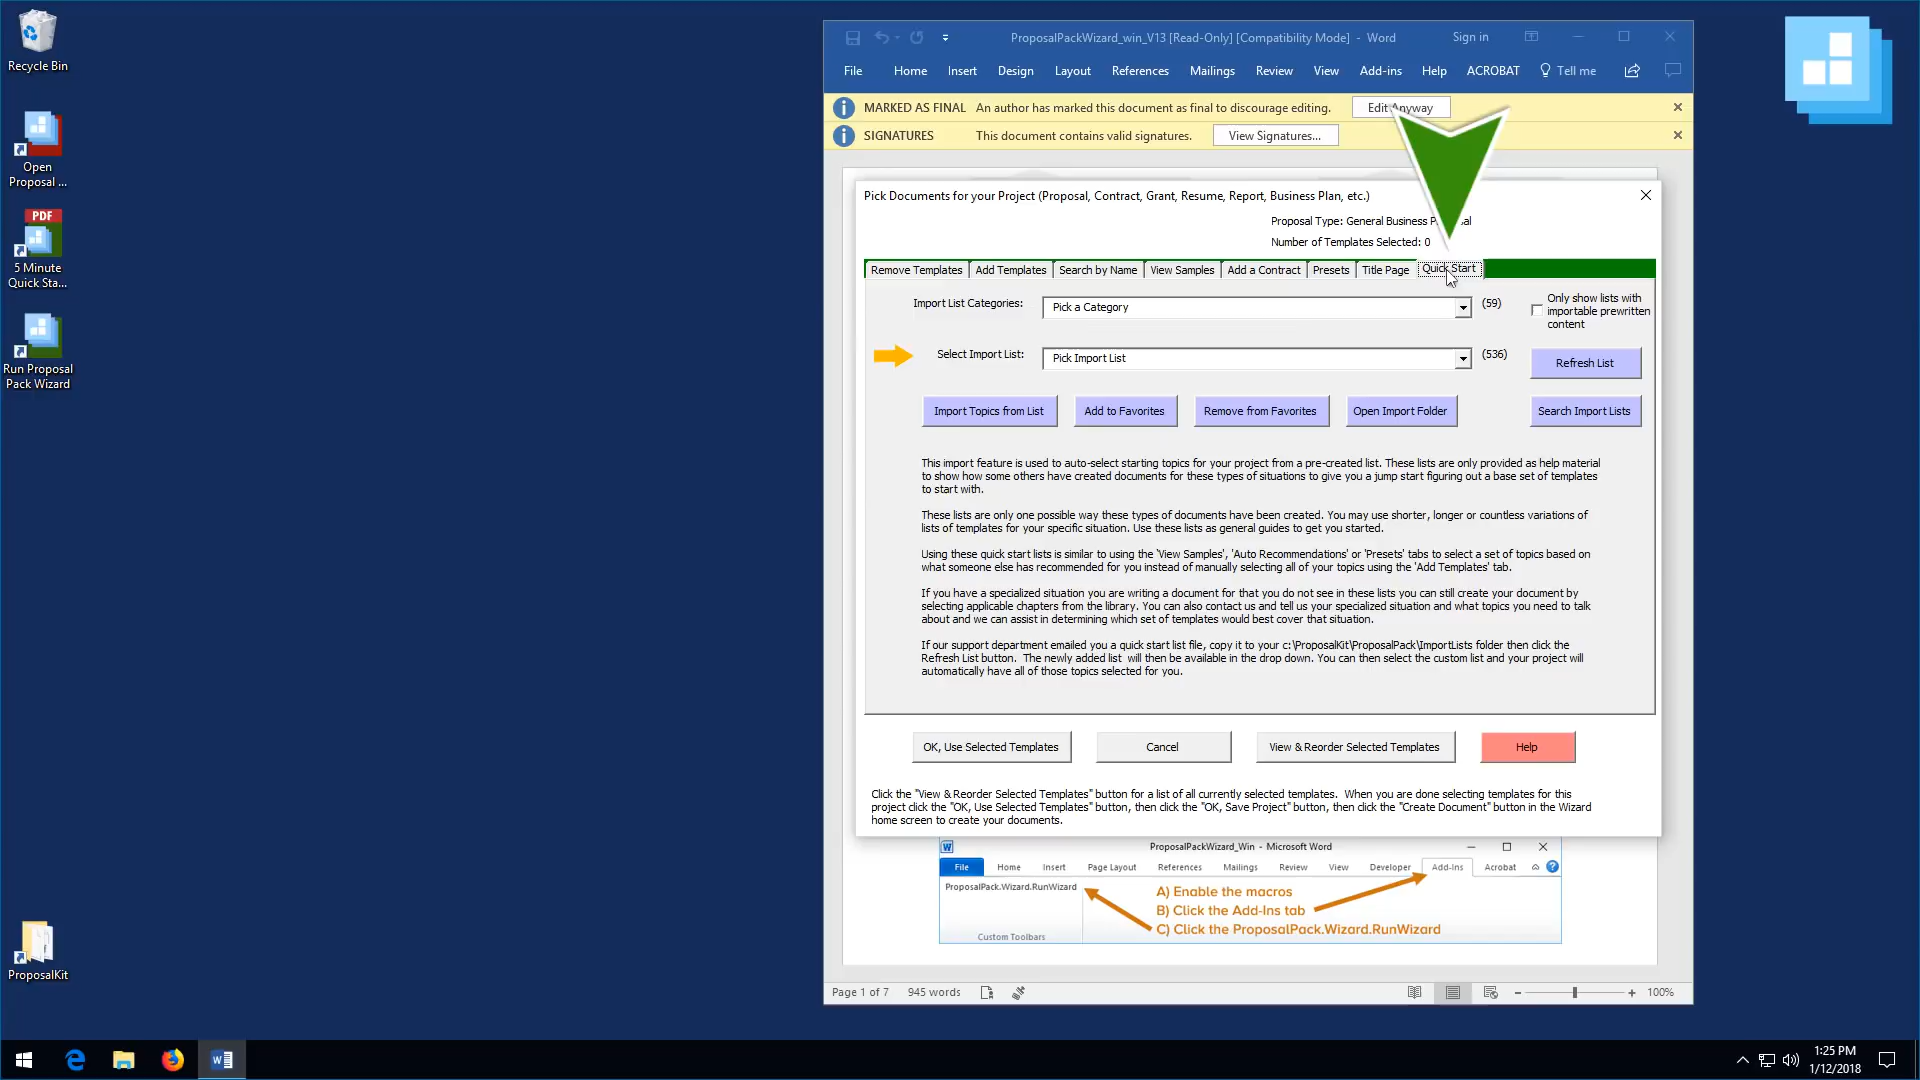 Recycle Bin
Open
Proposal ...
PDF
5 Minute
Quick Sta...
Run Proposal
Pack Wizard
ProposalKit
ProposalPackWizard_win_V13 [Read-Only] [Compatibility Mode] - Word
Sign in
File Home Insert Design Layout References Mailings Review View Add-ins Help ACROBAT Tell me
MARKED AS FINAL An author has marked this document as final to discourage editing. Edit Anyway
SIGNATURES This document contains valid signatures. View Signatures...
Pick Documents for your Project (Proposal, Contract, Grant, Resume, Report, Business Plan, etc.)
Proposal Type: General Business P    al
Number of Templates Selected: 0
Remove Templates Add Templates Search by Name View Samples Add a Contract Presets Title Page Quick Start
Import List Categories: Pick a Category (59)
Only show lists with
importable prewritten
content
Select Import List: Pick Import List (536)
Refresh List
Import Topics from List Add to Favorites Remove from Favorites Open Import Folder Search Import Lists
This import feature is used to auto-select starting topics for your project from a pre-created list. These lists are only provided as help material
to show how some others have created documents for these types of situations to give you a jump start figuring out a base set of templates
to start with.
These lists are only one possible way these types of documents have been created. You may use shorter, longer or countless variations of
lists of templates for your specific situation. Use these lists as general guides to get you started.
Using these quick start lists is similar to using the 'View Samples', 'Auto Recommendations' or 'Presets' tabs to select a set of topics based on
what someone else has recommended for you instead of manually selecting all of your topics using the 'Add Templates' tab.
If you have a specialized situation you are writing a document for that you do not see in these lists you can still create your document by
selecting applicable chapters from the library. You can also contact us and tell us your specialized situation and what topics you need to talk
about and we can assist in determining which set of templates would best cover that situation.
If our support department emailed you a quick start list file, copy it to your c:\ProposalKit\ProposalPack\ImportLists folder then click the
Refresh List button. The newly added list will then be available in the drop down. You can then select the custom list and your project will
automatically have all of those topics selected for you.
OK, Use Selected Templates Cancel View & Reorder Selected Templates Help
Click the "View & Reorder Selected Templates" button for a list of all currently selected templates. When you are done selecting templates for this
project click the "OK, Use Selected Templates" button, then click the "OK, Save Project" button, then click the "Create Document" button in the Wizard
home screen to create your documents.
ProposalPackWizard_Win - Microsoft Word
File Home Insert Page Layout References Mailings Review View Developer Add-Ins Acrobat
ProposalPack.Wizard.RunWizard
A) Enable the macros
B) Click the Add-Ins tab
C) Click the ProposalPack.Wizard.RunWizard
Custom Toolbars
Page 1 of 7 945 words 100%
1:25 PM
1/12/2018